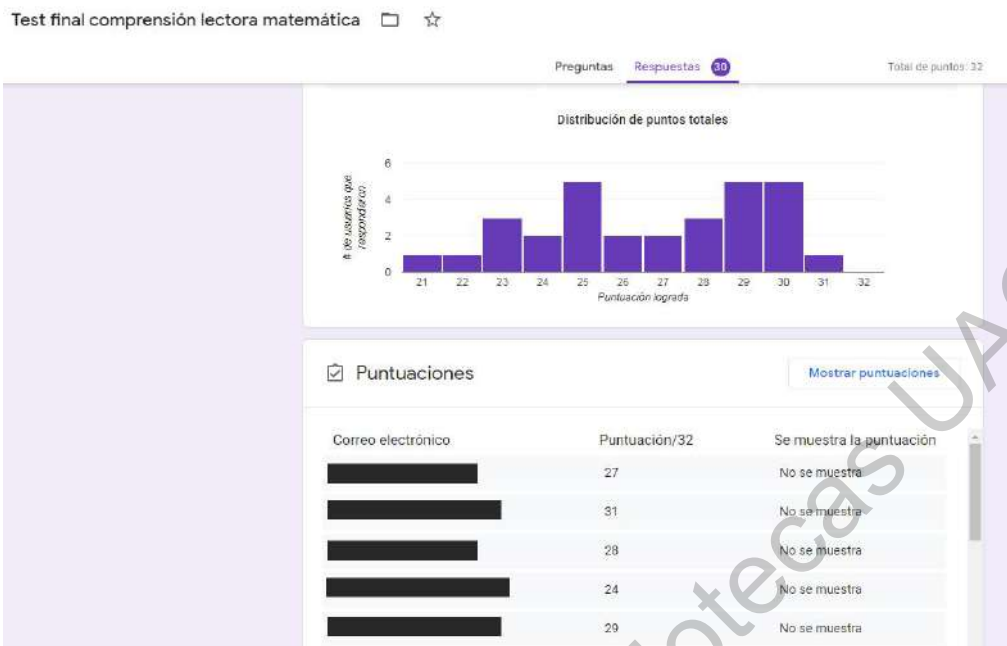 Test final comprensión lectora matemática
Preguntas Respuestas 30 Total de puntos: 32
Distribución de puntos totales
# de usuarios que
respondieron
6
4
2
0
21 22 23 24 25 26 27 28 29 30 31 32
Puntuación lograda
Puntuaciones Mostrar puntuaciones
Correo electrónico Puntuación/32 Se muestra la puntuación
27 No se muestra
31 No se muestra
28 No se muestra
24 No se muestra
29 No se muestra